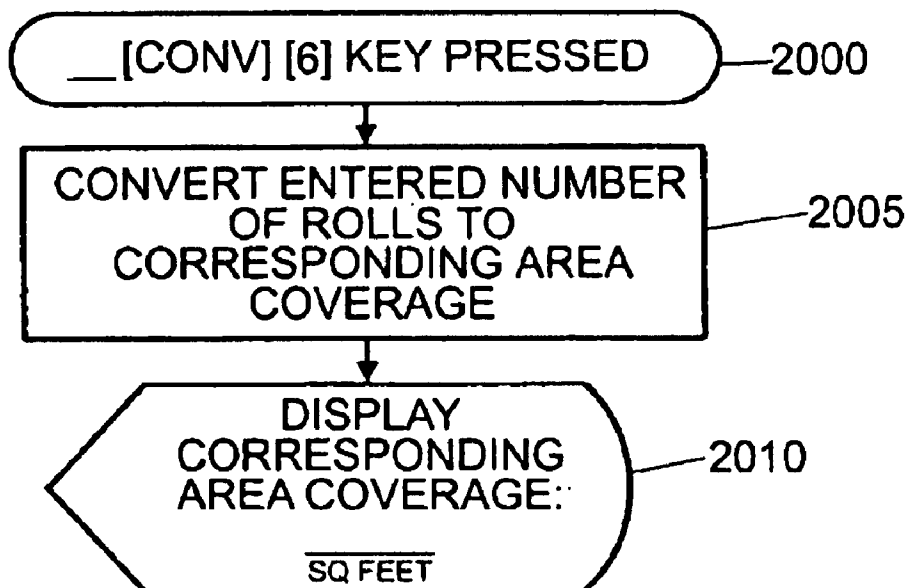 __ [CONV] [6] KEY PRESSED
2000
CONVERT ENTERED NUMBER
OF ROLLS TO
CORRESPONDING AREA
COVERAGE
2005
DISPLAY
CORRESPONDING
AREA COVERAGE:
SQ FEET
2010